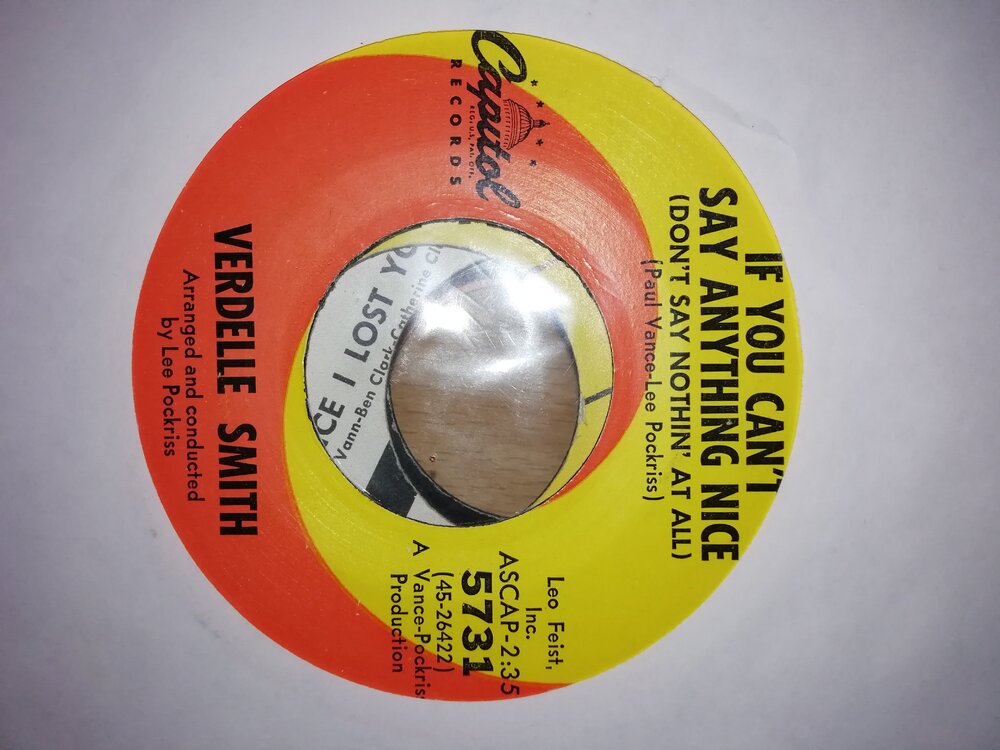 IF YOU CAN'T
SAY ANYTHING NICE
(DON'T SAY NOTHIN' AT ALL)
(Paul Vance-Lee Pockriss)
Capitol
REG. U.S. PAT. OFF.
RECORDS
Leo Feist,
Inc.
ASCAP-2:35
5731
(45-26422)
A Vance-Pockris
Production
CE I LOST YO
Vann-Ben Clark-Catherine Cl
VERDELLE SMITH
Arranged and conducted
by Lee Pockriss